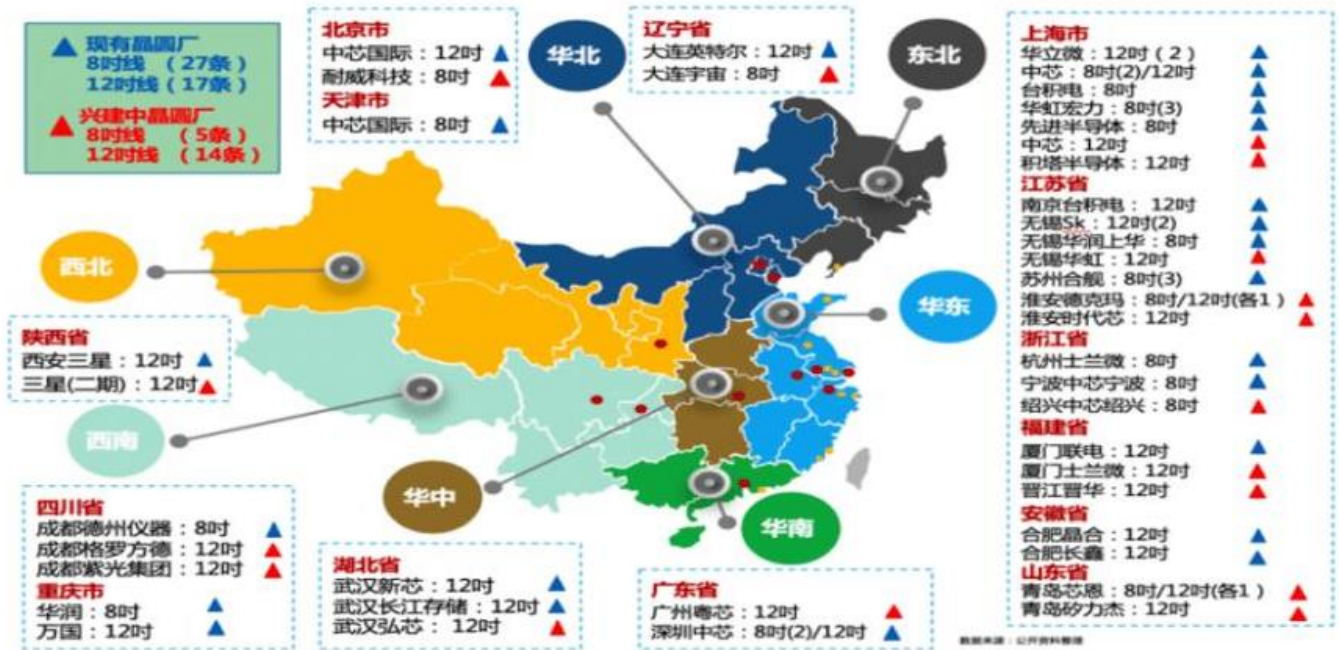 现有晶圆厂
8吋线 （27条）
12吋线 （17条）
兴建中晶圆厂
8吋线 （5条）
12吋线 （14条）
北京市
中芯国际：12吋
耐威科技：8吋
天津市
中芯国际：8吋
华北
辽宁省
大连英特尔：12吋
大连宇宙：8吋
东北
上海市
华立微：12吋（2）
中芯：8吋(2)/12吋
台积电：8吋
华虹宏力：8吋(3)
先进半导体：8吋
中芯：12吋
积塔半导体：12吋
江苏省
南京台积电：12吋
无锡Sk：12吋(2)
无锡华润上华：8吋
无锡华虹：12吋
苏州合舰：8吋(3)
淮安德克玛：8吋/12吋(各1）
淮安时代芯：12吋
浙江省
杭州士兰微：8吋
宁波中芯宁波：8吋
绍兴中芯绍兴：8吋
福建省
厦门联电：12吋
厦门士兰微：12吋
晋江晋华：12吋
安徽省
合肥晶合：12吋
合肥长鑫：12吋
山东省
青岛芯恩：8吋/12吋(各1）
青岛矽力杰：12吋
西北
华东
陕西省
西安三星：12吋
三星(二期)：12吋
西南
华中
华南
四川省
成都德州仪器：8吋
成都格罗方德：12吋
成都紫光集团：12吋
重庆市
华润：8吋
万国：12吋
湖北省
武汉新芯：12吋
武汉长江存储：12吋
武汉弘芯：12吋
广东省
广州粤芯：12吋
深圳中芯：8吋(2)/12吋
数据来源：公开资料整理